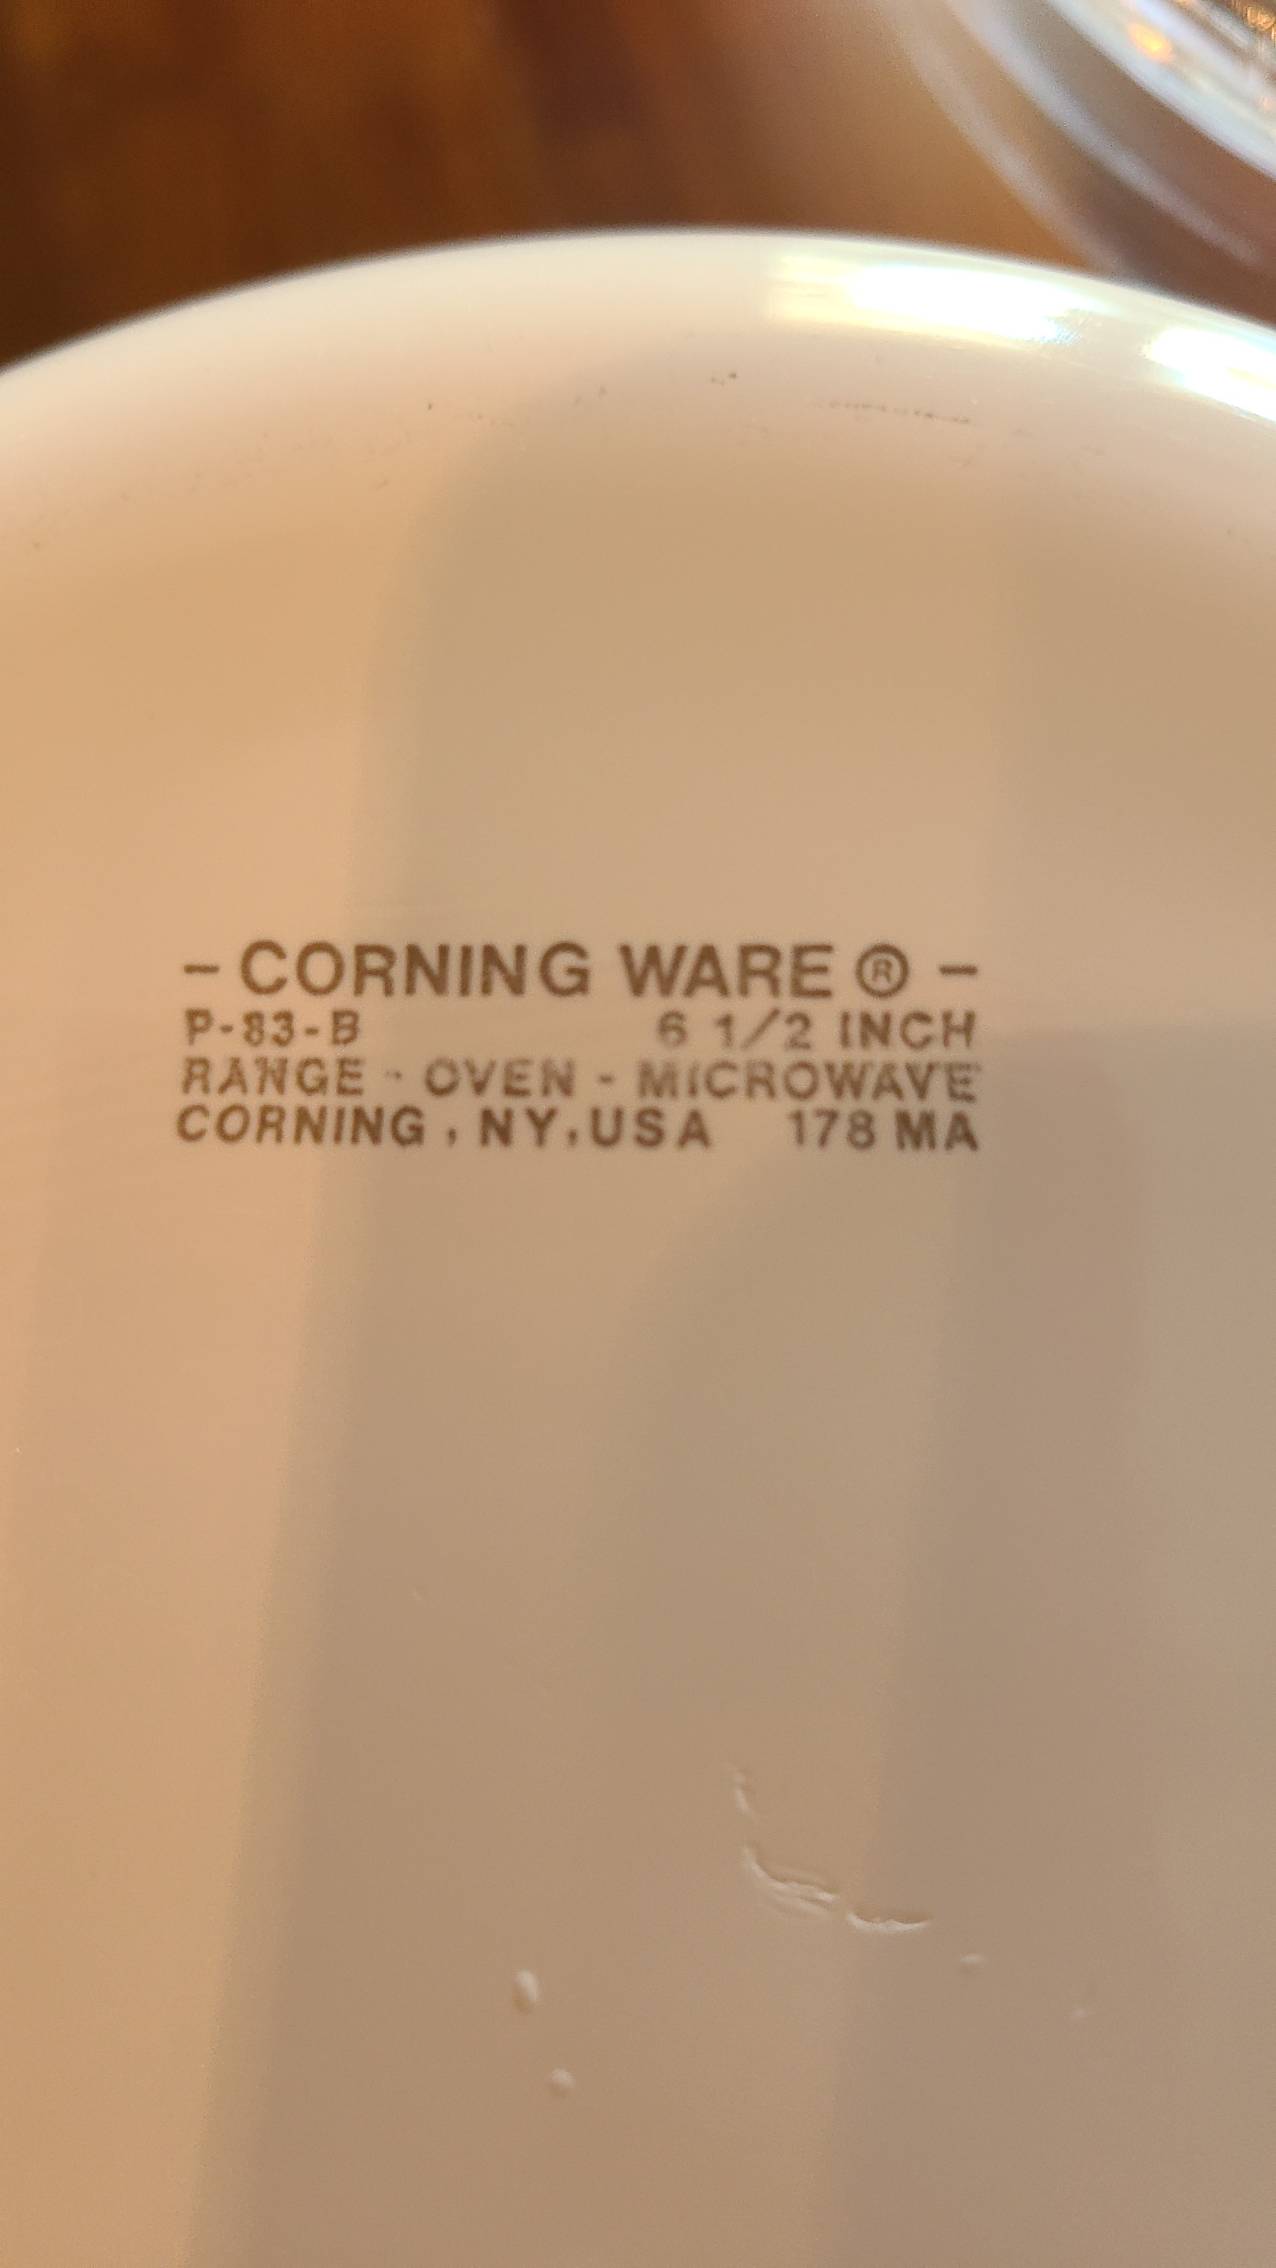 - CORNING WARE ® -
P-83-B 6 1/2 INCH
RANGE - OVEN - MICROWAVE
CORNING, NY, USA 178 MA